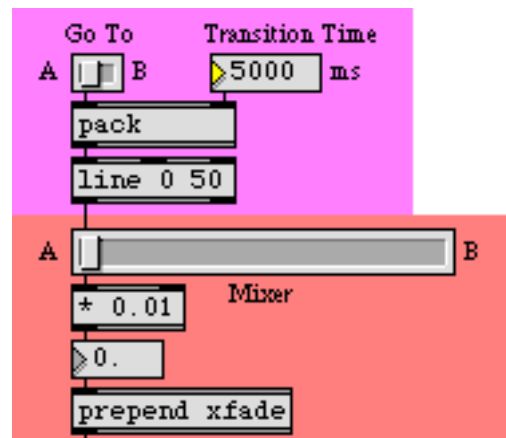 Go To Transition Time
A B 5000 ms
pack
line 0 50
A B
* 0.01 Mixer
0.
prepend xfade